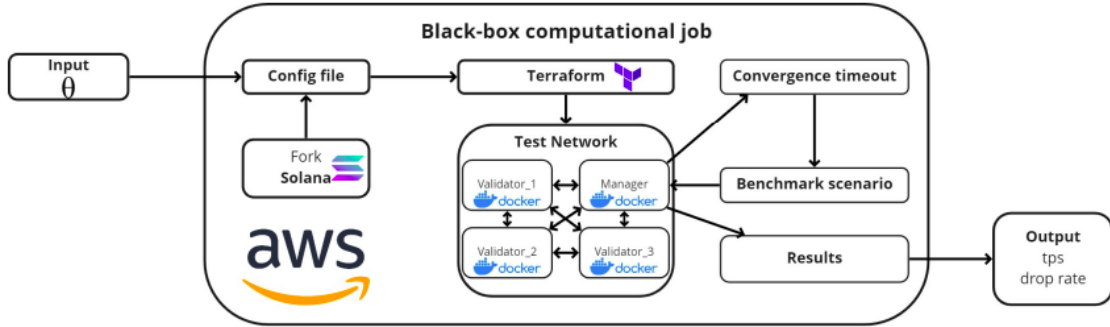 Black-box computational job
Input
θ
Config file
Terraform
Convergence timeout
Fork
Solana
Test Network
Validator_1
docker
Manager
docker
Validator_2
docker
Validator_3
docker
Benchmark scenario
Results
aws
Output
tps
drop rate